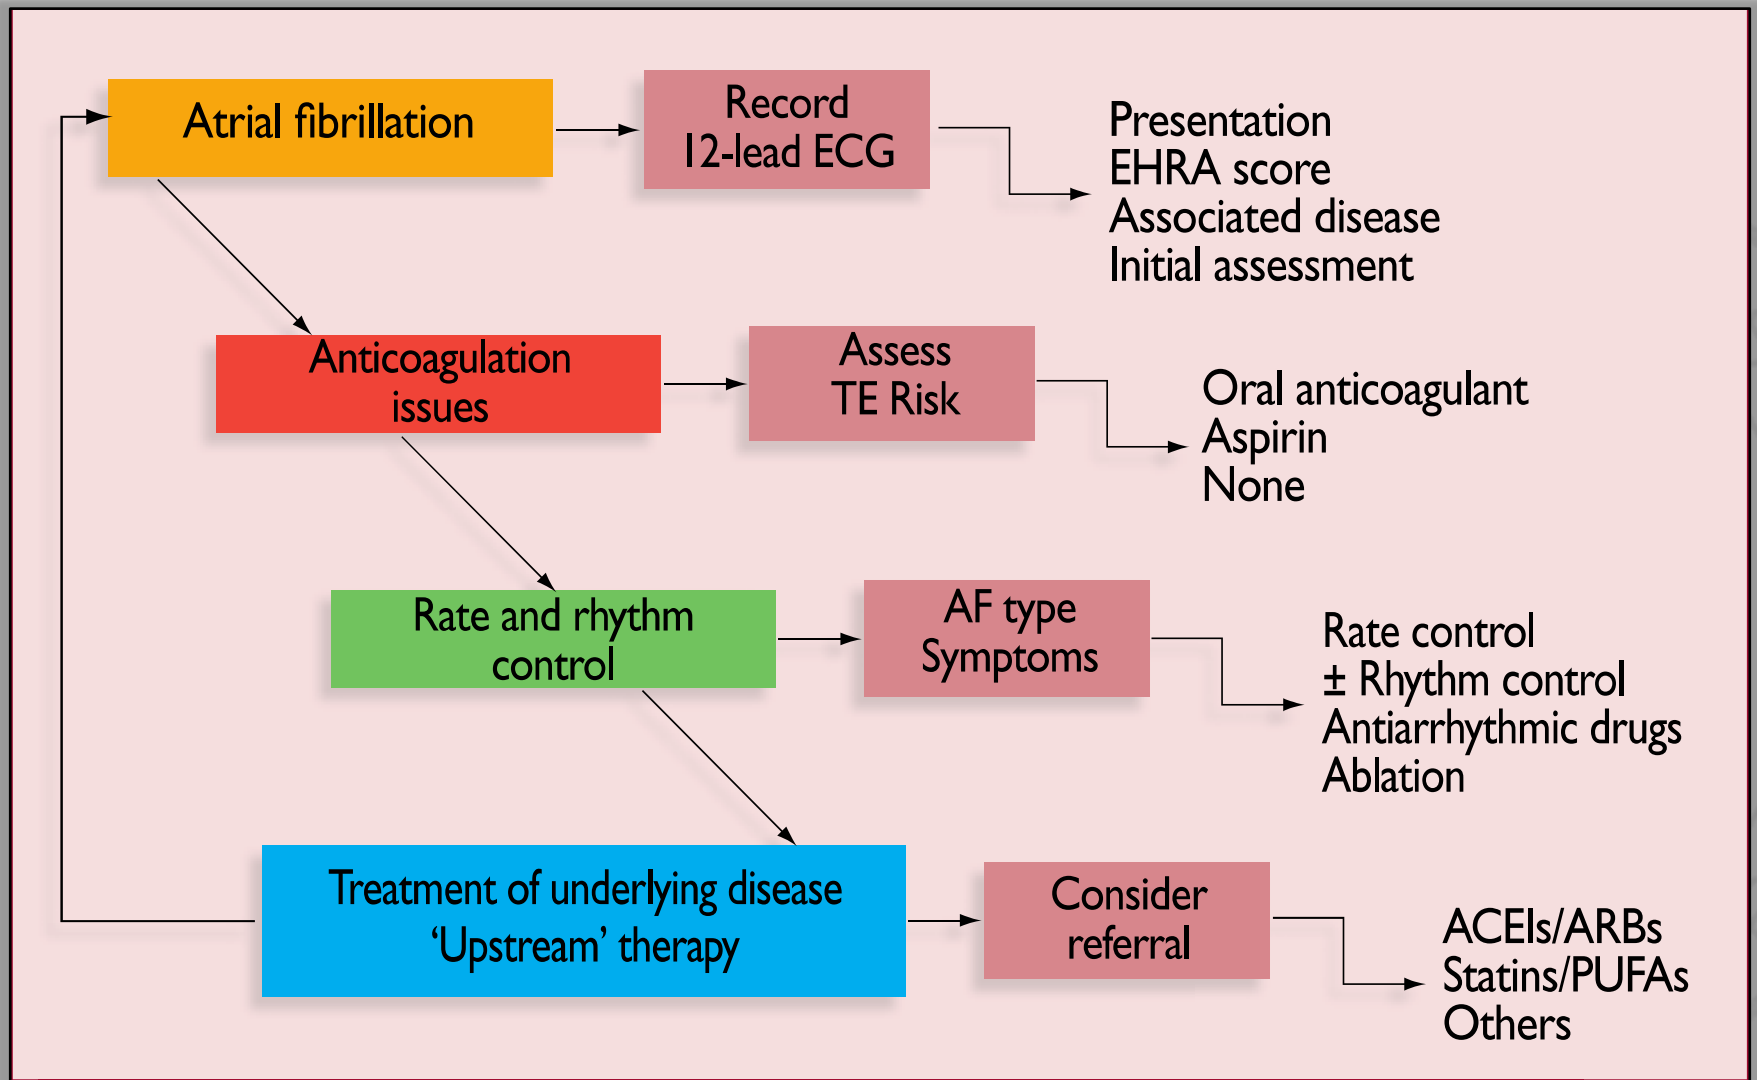 Atrial fibrillation
Record
12-lead ECG
Presentation
EHRA score
Associated disease
Initial assessment
Anticoagulation
issues
Assess
TE Risk
Oral anticoagulant
Aspirin
None
Rate and rhythm
control
AF type
Symptoms
Rate control
± Rhythm control
Antiarrhythmic drugs
Ablation
Treatment of underlying disease
‘Upstream’ therapy
Consider
referral
ACEIs/ARBs
Statins/PUFAs
Others